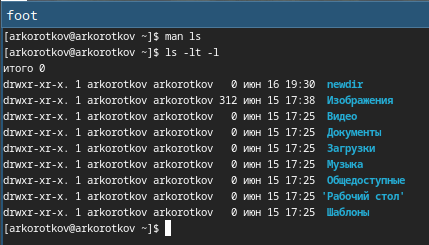 foot
[arkorotkov@arkorotkov ~]$ man ls
[arkorotkov@arkorotkov ~]$ ls -lt -l
итого 0
drwxr-xr-x. 1 arkorotkov arkorotkov   0 июн 16 19:30  newdir
drwxr-xr-x. 1 arkorotkov arkorotkov 312 июн 15 17:38  Изображения
drwxr-xr-x. 1 arkorotkov arkorotkov   0 июн 15 17:25  Видео
drwxr-xr-x. 1 arkorotkov arkorotkov   0 июн 15 17:25  Документы
drwxr-xr-x. 1 arkorotkov arkorotkov   0 июн 15 17:25  Загрузки
drwxr-xr-x. 1 arkorotkov arkorotkov   0 июн 15 17:25  Музыка
drwxr-xr-x. 1 arkorotkov arkorotkov   0 июн 15 17:25  Общедоступные
drwxr-xr-x. 1 arkorotkov arkorotkov   0 июн 15 17:25 'Рабочий стол'
drwxr-xr-x. 1 arkorotkov arkorotkov   0 июн 15 17:25  Шаблоны
[arkorotkov@arkorotkov ~]$